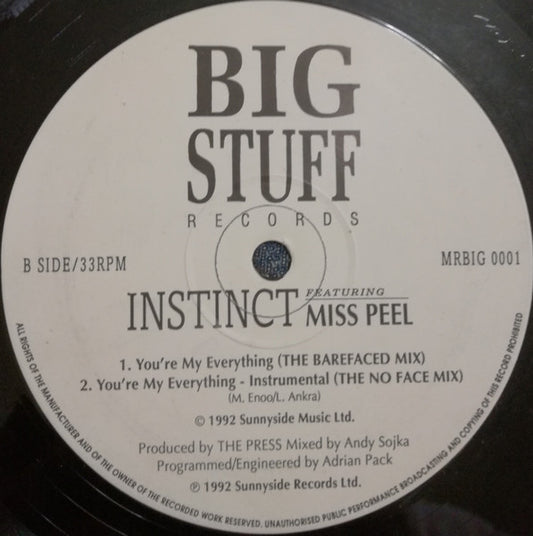 BIG
STUFF
RECORDS
B SIDE/33RPM
MRBIG 0001
INSTINCT FEATURING MISS PEEL
1. You're My Everything (THE BAREFACED MIX)
2. You're My Everything - Instrumental (THE NO FACE MIX)
(M. Enoo/L. Ankra)
© 1992 Sunnyside Music Ltd.
Produced by THE PRESS Mixed by Andy Sojka
Programmed/Engineered by Adrian Pack
℗ 1992 Sunnyside Records Ltd.
ALL RIGHTS OF THE MANUFACTURER AND OF THE OWNER OF THE RECORDED WORK RESERVED. UNAUTHORISED PUBLIC PERFORMANCE BROADCASTING AND COPYING OF THIS RECORD PROHIBITED